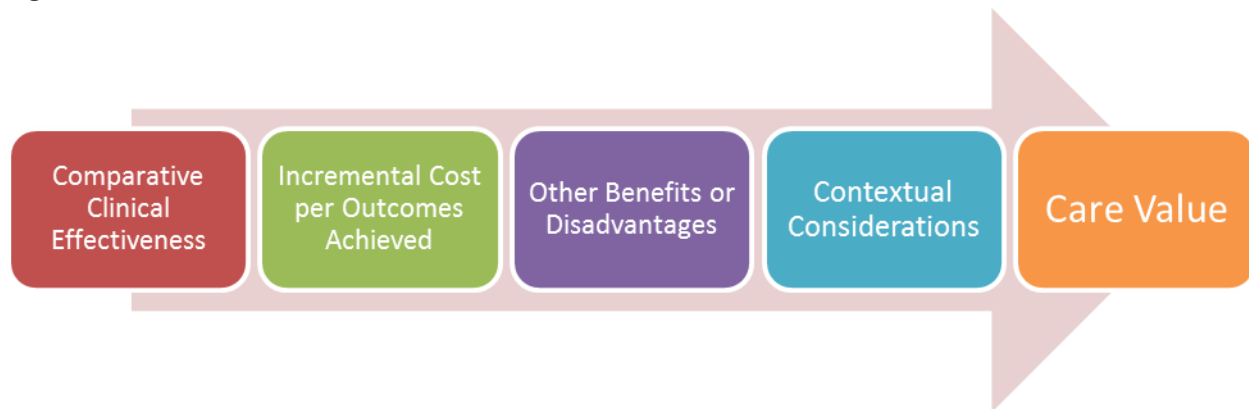 Comparative
Clinical
Effectiveness
Incremental Cost
per Outcomes
Achieved
Other Benefits or
Disadvantages
Contextual
Considerations
Care Value